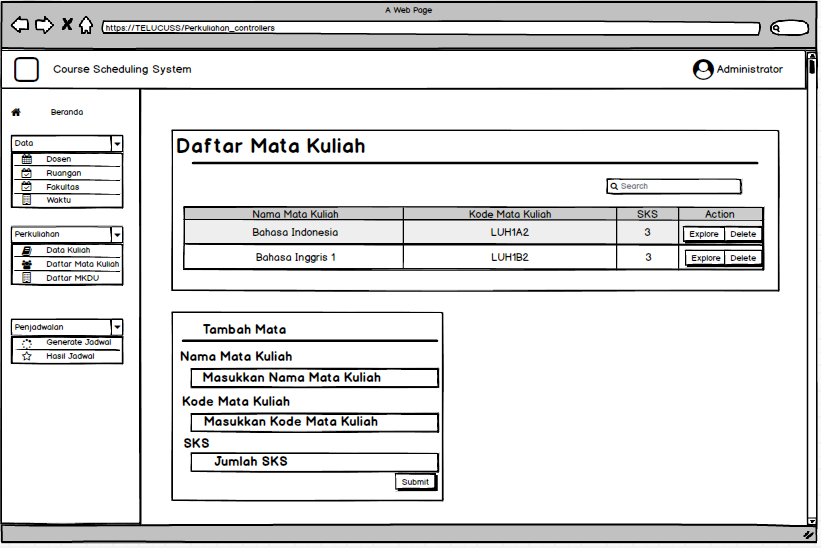 A Web Page
https://TELUCUSS/Perkuliahan_controllers
Course Scheduling System
Administrator
Beranda
Data
Dosen
Ruangan
Fakultas
Waktu
Perkuliahan
Data Kuliah
Daftar Mata Kuliah
Daftar MKDU
Penjadwalan
Generate Jadwal
Hasil Jadwal
Daftar Mata Kuliah
Search
Nama Mata Kuliah Kode Mata Kuliah SKS Action
Bahasa Indonesia LUH1A2 3 Explore Delete
Bahasa Inggris 1 LUH1B2 3 Explore Delete
Tambah Mata
Nama Mata Kuliah
Masukkan Nama Mata Kuliah
Kode Mata Kuliah
Masukkan Kode Mata Kuliah
SKS
Jumlah SKS
Submit